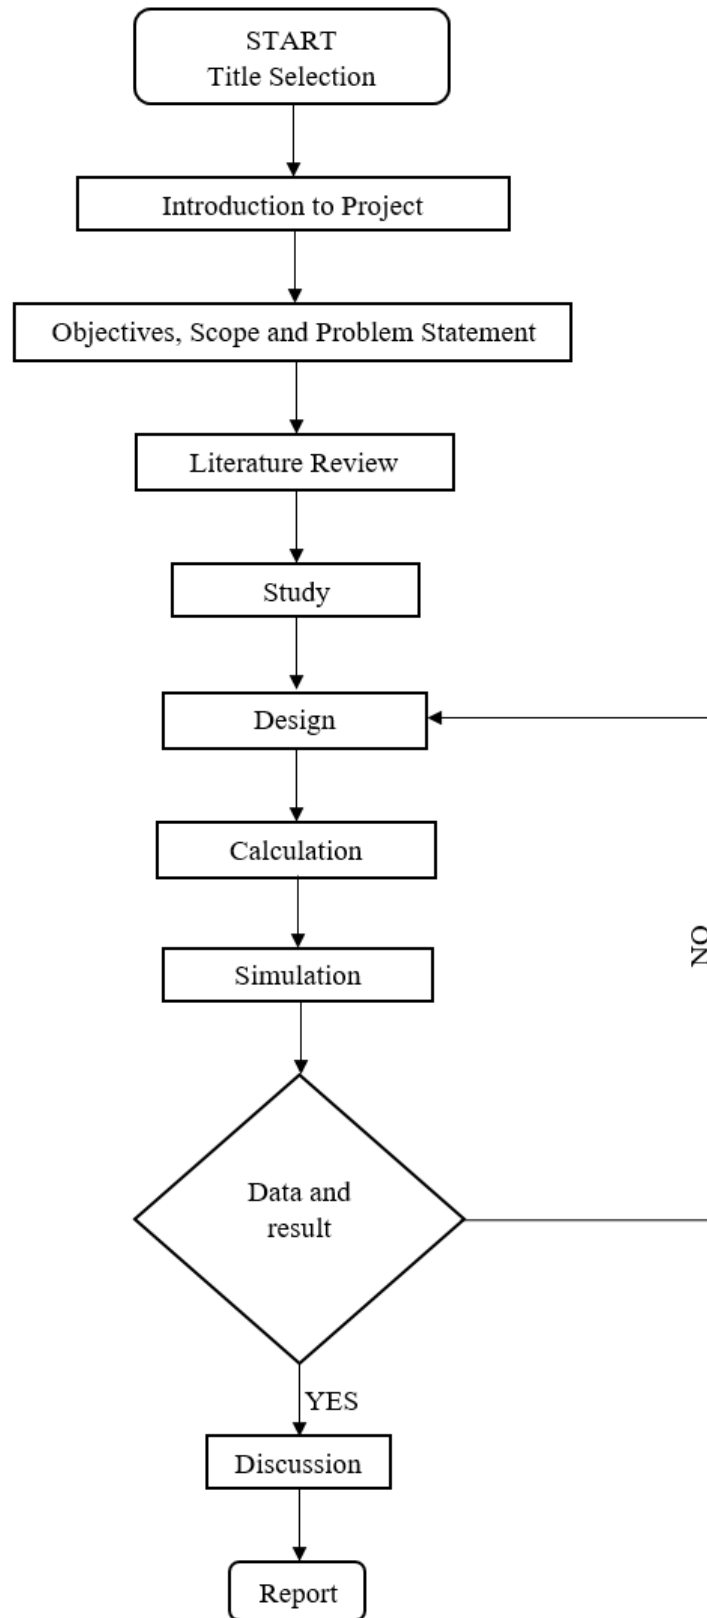 START
Title Selection
Introduction to Project
Objectives, Scope and Problem Statement
Literature Review
Study
Design
Calculation
NO
Simulation
Data and
result
YES
Discussion
Report